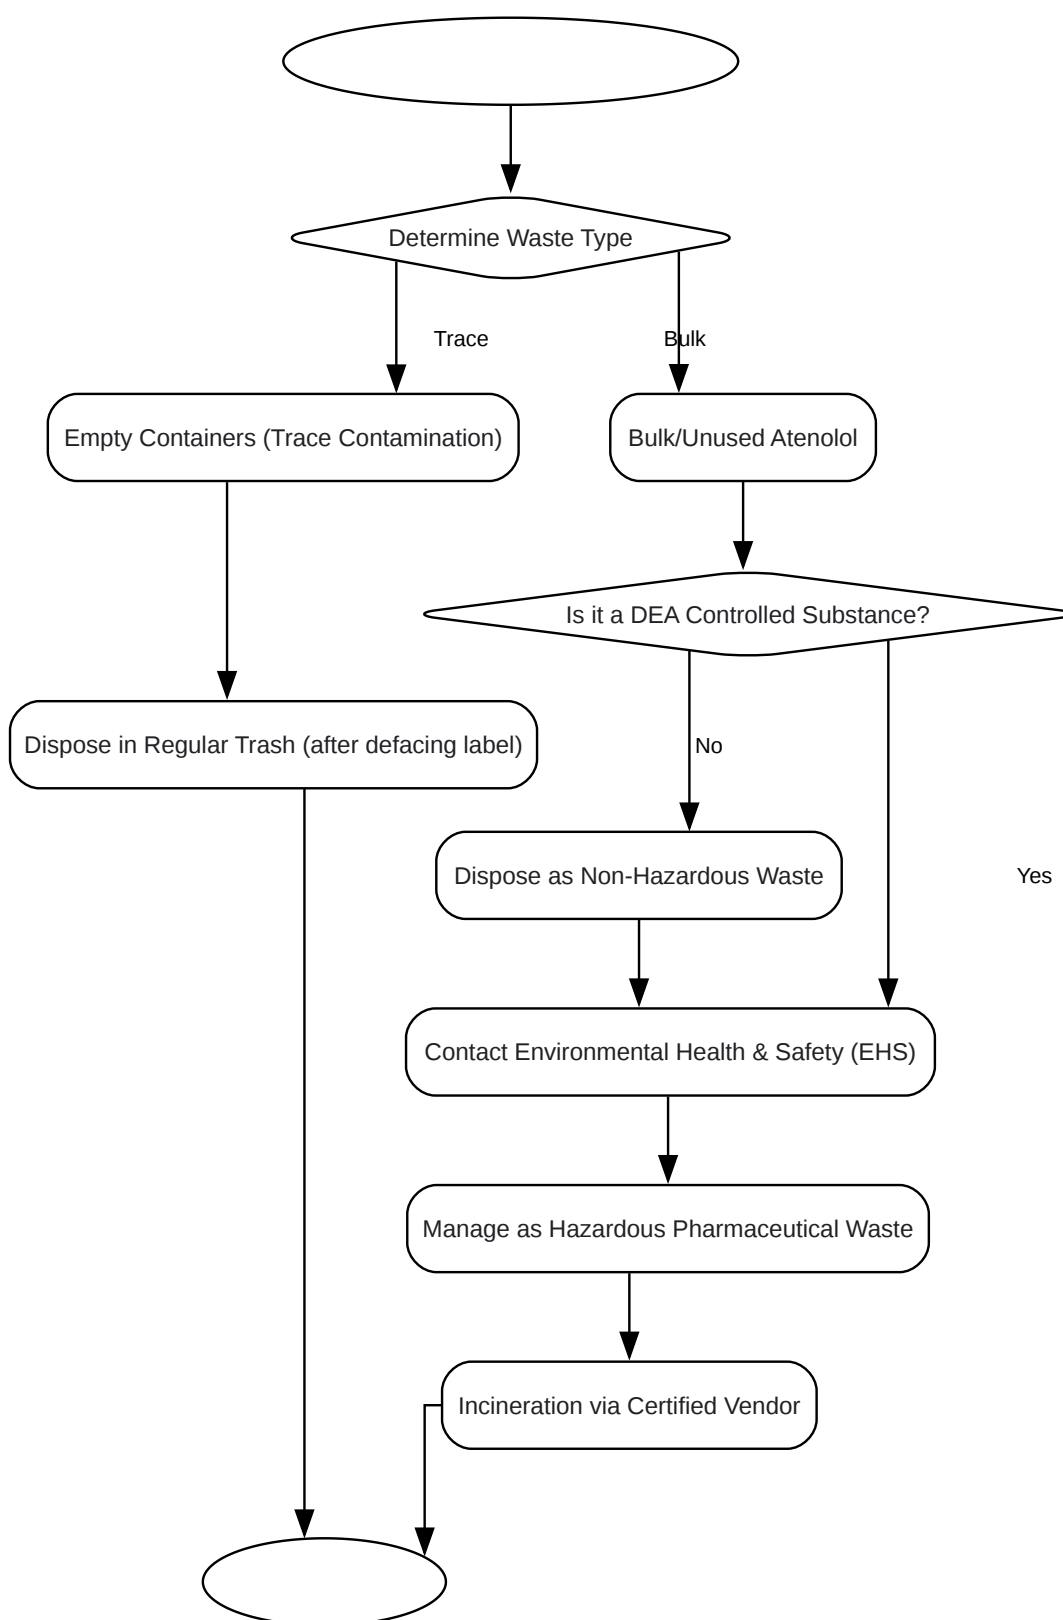 Determine Waste Type
Trace
Bulk
Empty Containers (Trace Contamination)
Bulk/Unused Atenolol
Is it a DEA Controlled Substance?
Dispose in Regular Trash (after defacing label)
No
Dispose as Non-Hazardous Waste
Yes
Contact Environmental Health & Safety (EHS)
Manage as Hazardous Pharmaceutical Waste
Incineration via Certified Vendor